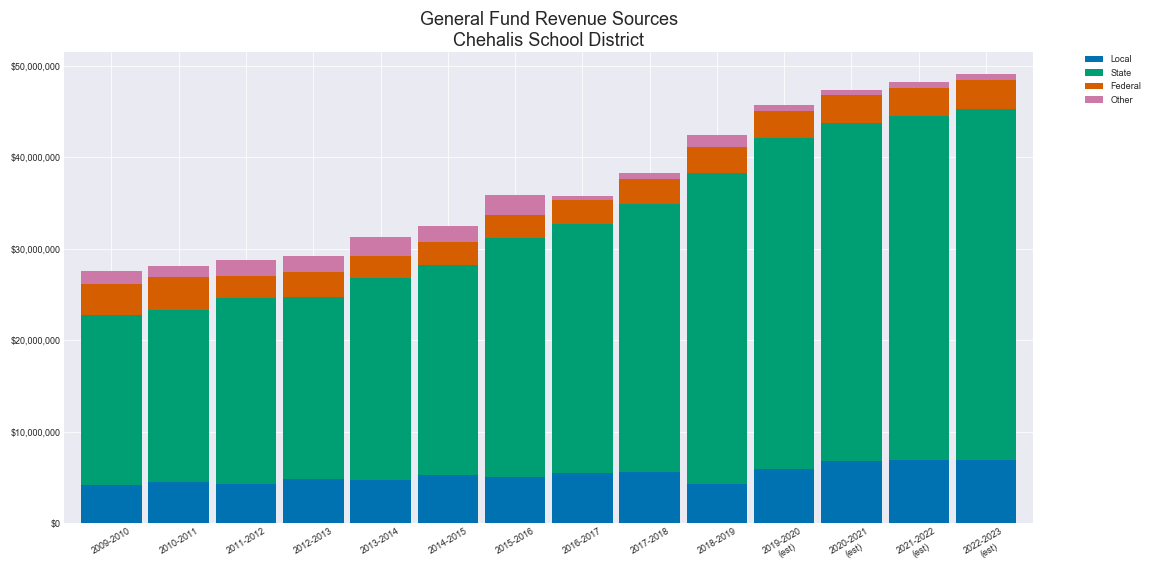 General Fund Revenue Sources
Chehalis School District
Local
State
Federal
Other
$50,000,000
$40,000,000
$30,000,000
$20,000,000
$10,000,000
$0
2009-2010
2010-2011
2011-2012
2012-2013
2013-2014
2014-2015
2015-2016
2016-2017
2017-2018
2018-2019
2019-2020
(est)
2020-2021
(est)
2021-2022
(est)
2022-2023
(est)